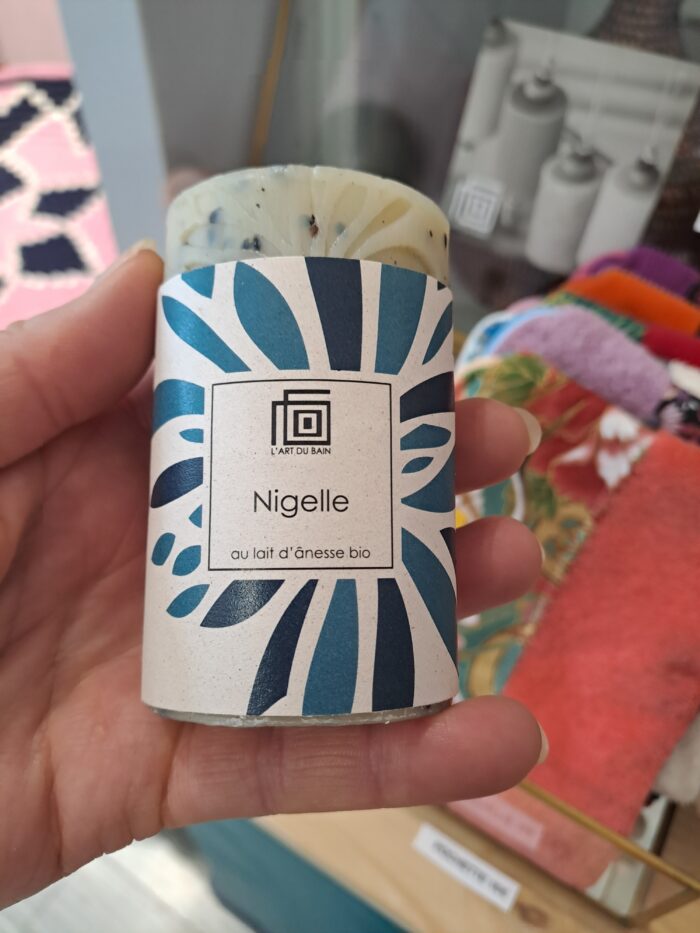 L'ART DU BAIN
Nigelle
au lait d'ânesse bio